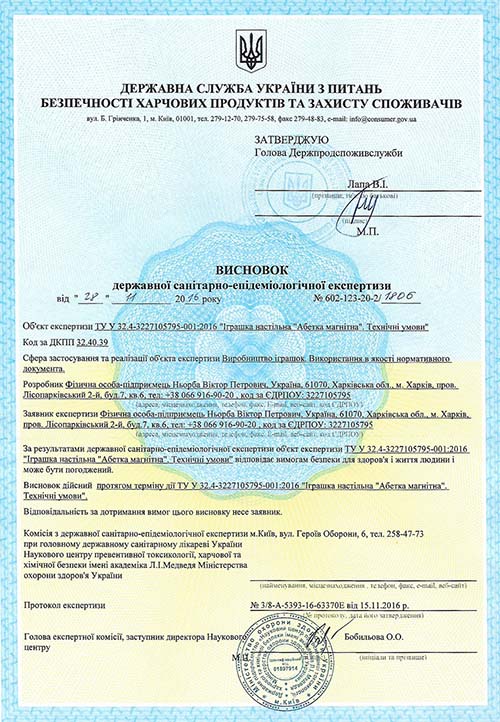 ДЕРЖАВНА СЛУЖБА УКРАЇНИ З ПИТАНЬ
БЕЗПЕЧНОСТІ ХАРЧОВИХ ПРОДУКТІВ ТА ЗАХИСТУ СПОЖИВАЧІВ
вул. Б. Грінченка, 1, м. Київ, 01001, тел. 279-12-70, 279-75-58, факс 279-48-83, e-mail: info@consumer.gov.ua
ЗАТВЕРДЖУЮ
Голова Держпродспоживслужби
Лапа В.І.
(прізвище, ім'я, по батькові)
(підпис)
М.П.
ВИСНОВОК
державної санітарно-епідеміологічної експертизи
від "28" 11 2016 року № 602-123-20-2/1806
Об'єкт експертизи ТУ У 32.4-3227105795-001:2016 "Іграшка настільна "Абетка магнітна". Технічні умови"
Код за ДКПП 32.40.39
Сфера застосування та реалізації об'єкта експертизи Виробництво іграшок. Використання в якості нормативного
документа.
Розробник Фізична особа-підприємець Ньорба Віктор Петрович, Україна, 61070, Харківська обл., м. Харків, пров.
Лісопарківський 2-й, буд.7, кв.6, тел: +38 066 916-90-20 , код за ЄДРПОУ: 3227105795
(адреса, місцезнаходження, телефон, факс, E-mail, веб-сайт)
Заявник експертизи Фізична особа-підприємець Ньорба Віктор Петрович, Україна, 61070, Харківська обл., м. Харків,
пров. Лісопарківський 2-й, буд.7, кв.6, тел: +38 066 916-90-20 , код за ЄДРПОУ: 3227105795
(адреса, місцезнаходження, телефон, факс, E-mail, веб-сайт)
За результатами державної санітарно-епідеміологічної експертизи ТУ У 32.4-3227105795-001:2016
"Іграшка настільна "Абетка магнітна". Технічні умови" відповідає вимогам безпеки для здоров'я і життя людини і
може бути погоджений.
Висновок дійсний протягом терміну дії ТУ У 32.4-3227105795-001:2016 "Іграшка настільна "Абетка магнітна".
Технічні умови".
Відповідальність за дотримання вимог цього висновку несе заявник.
Комісія з державної санітарно-епідеміологічної експертизи м.Київ, вул. Героїв Оборони, 6, тел. 258-47-73
при головному державному санітарному лікареві України
Наукового центру превентивної токсикології, харчової та
хімічної безпеки імені академіка Л.І.Медведя Міністерства
охорони здоров'я України
(найменування, місцезнаходження, телефон, факс, e-mail, веб-сайт)
Протокол експертизи № 3/8-А-5393-16-63370Е від 15.11.2016 р.
(№ протоколу, дата його затвердження)
Голова експертної комісії, заступник директора Наукового
центру
Бобильова О.О.
М.П.
(ініціали та прізвище)
01897914
м.Київ